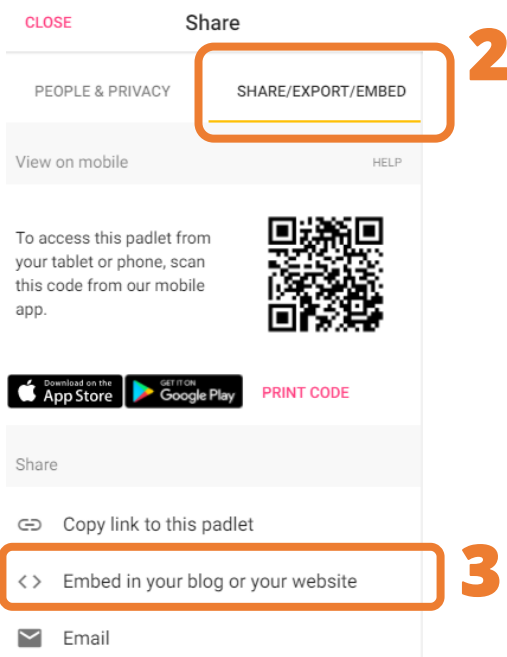 CLOSE Share
2
PEOPLE & PRIVACY SHARE/EXPORT/EMBED
View on mobile HELP
To access this padlet from
your tablet or phone, scan
this code from our mobile
app.
Download on the
App Store
GET IT ON
Google Play
PRINT CODE
Share
Copy link to this padlet
<> Embed in your blog or your website
3
Email